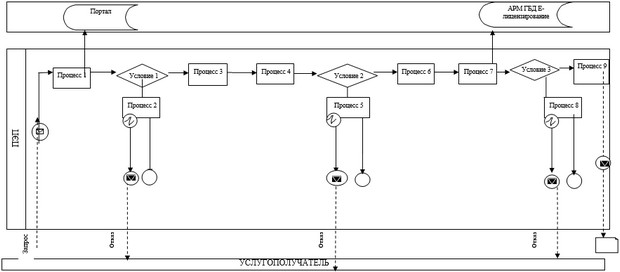 Портал
АРМ ГБД Е-
лицензирование
Процесс 1
Условие 1
Процесс 3
Процесс 4
Условие 2
Процесс 6
Процесс 7
Условие 3
Процесс 9
Процесс 2
Процесс 5
Процесс 8
ПЭП
Запрос
Отказ
Отказ
Отказ
УСЛУГОПОЛУЧАТЕЛЬ